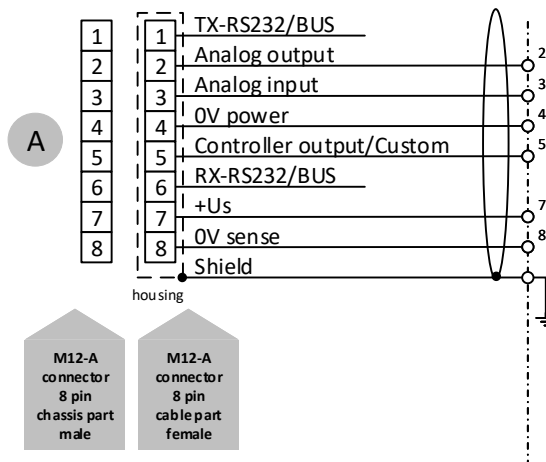 1 1 TX-RS232/BUS
2 2 Analog output 2
3 3 Analog input 3
4 4 0V power 4
A
5 5 Controller output/Custom 5
6 6 RX-RS232/BUS
7 7 +Us 7
8 8 0V sense 8
Shield
housing
M12-A
connector
8 pin
chassis part
male
M12-A
connector
8 pin
cable part
female